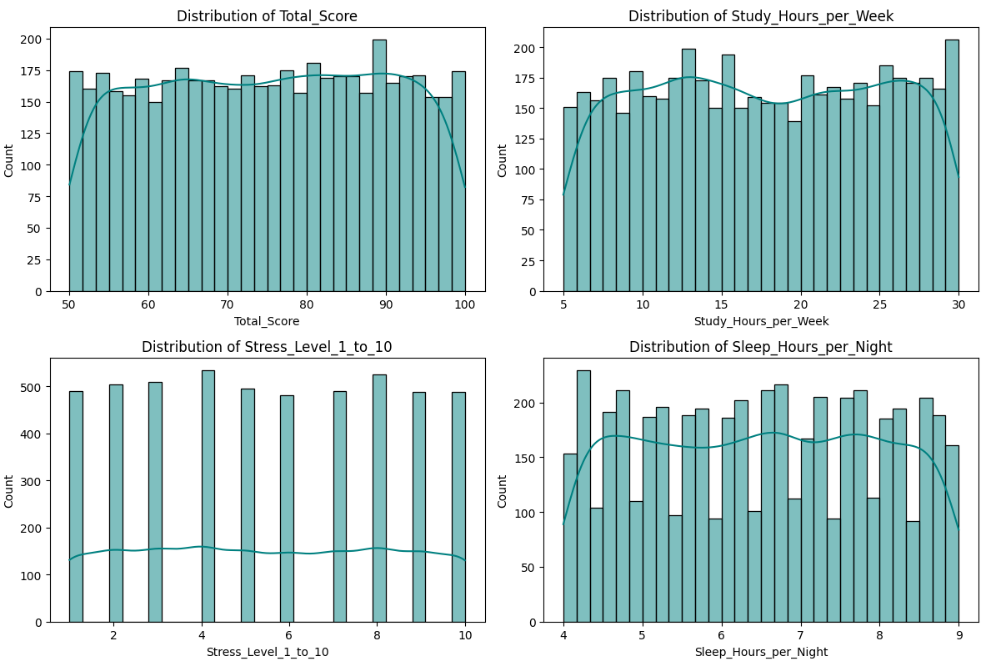 Distribution of Total_Score
200
175
150
125
100
75
50
25
0
Count
50 60 70 80 90 100
Total_Score
Distribution of Study_Hours_per_Week
200
175
150
125
100
75
50
25
0
Count
5 10 15 20 25 30
Study_Hours_per_Week
Distribution of Stress_Level_1_to_10
500
400
300
200
100
0
Count
2 4 6 8 10
Stress_Level_1_to_10
Distribution of Sleep_Hours_per_Night
200
150
100
50
0
Count
4 5 6 7 8 9
Sleep_Hours_per_Night